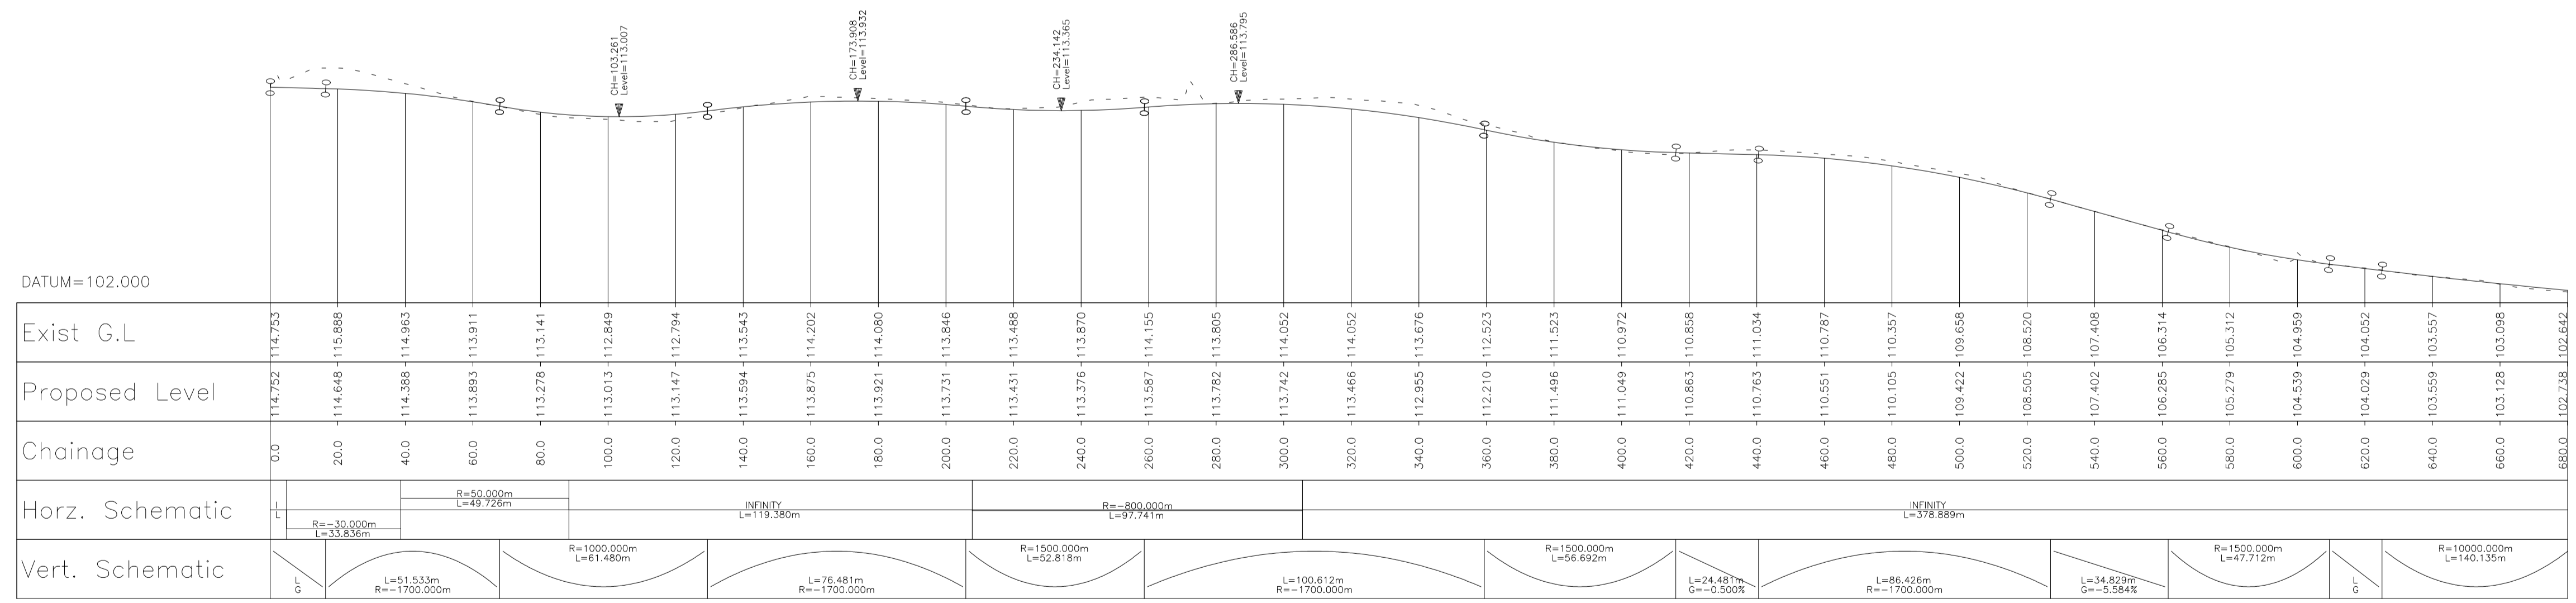 CH=103.261
Level=113.007
CH=173.908
Level=113.932
CH=234.142
Level=113.365
CH=286.586
Level=113.795
DATUM=102.000
Exist G.L 114.753 115.888 114.963 113.911 113.141 112.849 112.794 113.543 114.202 114.080 113.846 113.488 113.870 114.155 113.805 114.052 114.052 113.676 112.523 111.523 110.972 110.858 111.034 110.787 110.357 109.658 108.520 107.408 106.314 105.312 104.959 104.052 103.557 103.098 102.642
Proposed Level 114.752 114.648 114.388 113.893 113.278 113.013 113.147 113.594 113.875 113.921 113.731 113.431 113.376 113.587 113.782 113.742 113.466 112.955 112.210 111.496 111.049 110.863 110.763 110.551 110.105 109.422 108.505 107.402 106.285 105.279 104.539 104.029 103.559 103.128 102.738
Chainage 0.0 20.0 40.0 60.0 80.0 100.0 120.0 140.0 160.0 180.0 200.0 220.0 240.0 260.0 280.0 300.0 320.0 340.0 360.0 380.0 400.0 420.0 440.0 460.0 480.0 500.0 520.0 540.0 560.0 580.0 600.0 620.0 640.0 660.0 680.0
Horz. Schematic
I
L
R=-30.000m
L=33.836m
R=50.000m
L=49.726m
INFINITY
L=119.380m
R=-800.000m
L=97.741m
INFINITY
L=378.889m
Vert. Schematic
L
G
L=51.533m
R=-1700.000m
R=1000.000m
L=61.480m
L=76.481m
R=-1700.000m
R=1500.000m
L=52.818m
L=100.612m
R=-1700.000m
R=1500.000m
L=56.692m
L=24.481m
G=-0.500%
L=86.426m
R=-1700.000m
L=34.829m
G=-5.584%
R=1500.000m
L=47.712m
L
G
R=10000.000m
L=140.135m